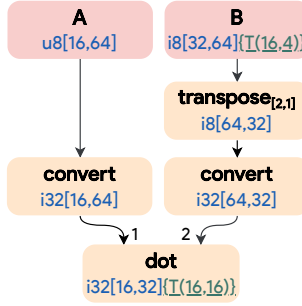 A
u8[16,64]
B
i8[32,64]{T(16,4)}
transpose[2,1]
i8[64,32]
convert
i32[16,64]
convert
i32[64,32]
1
2
dot
i32[16,32]{T(16,16)}